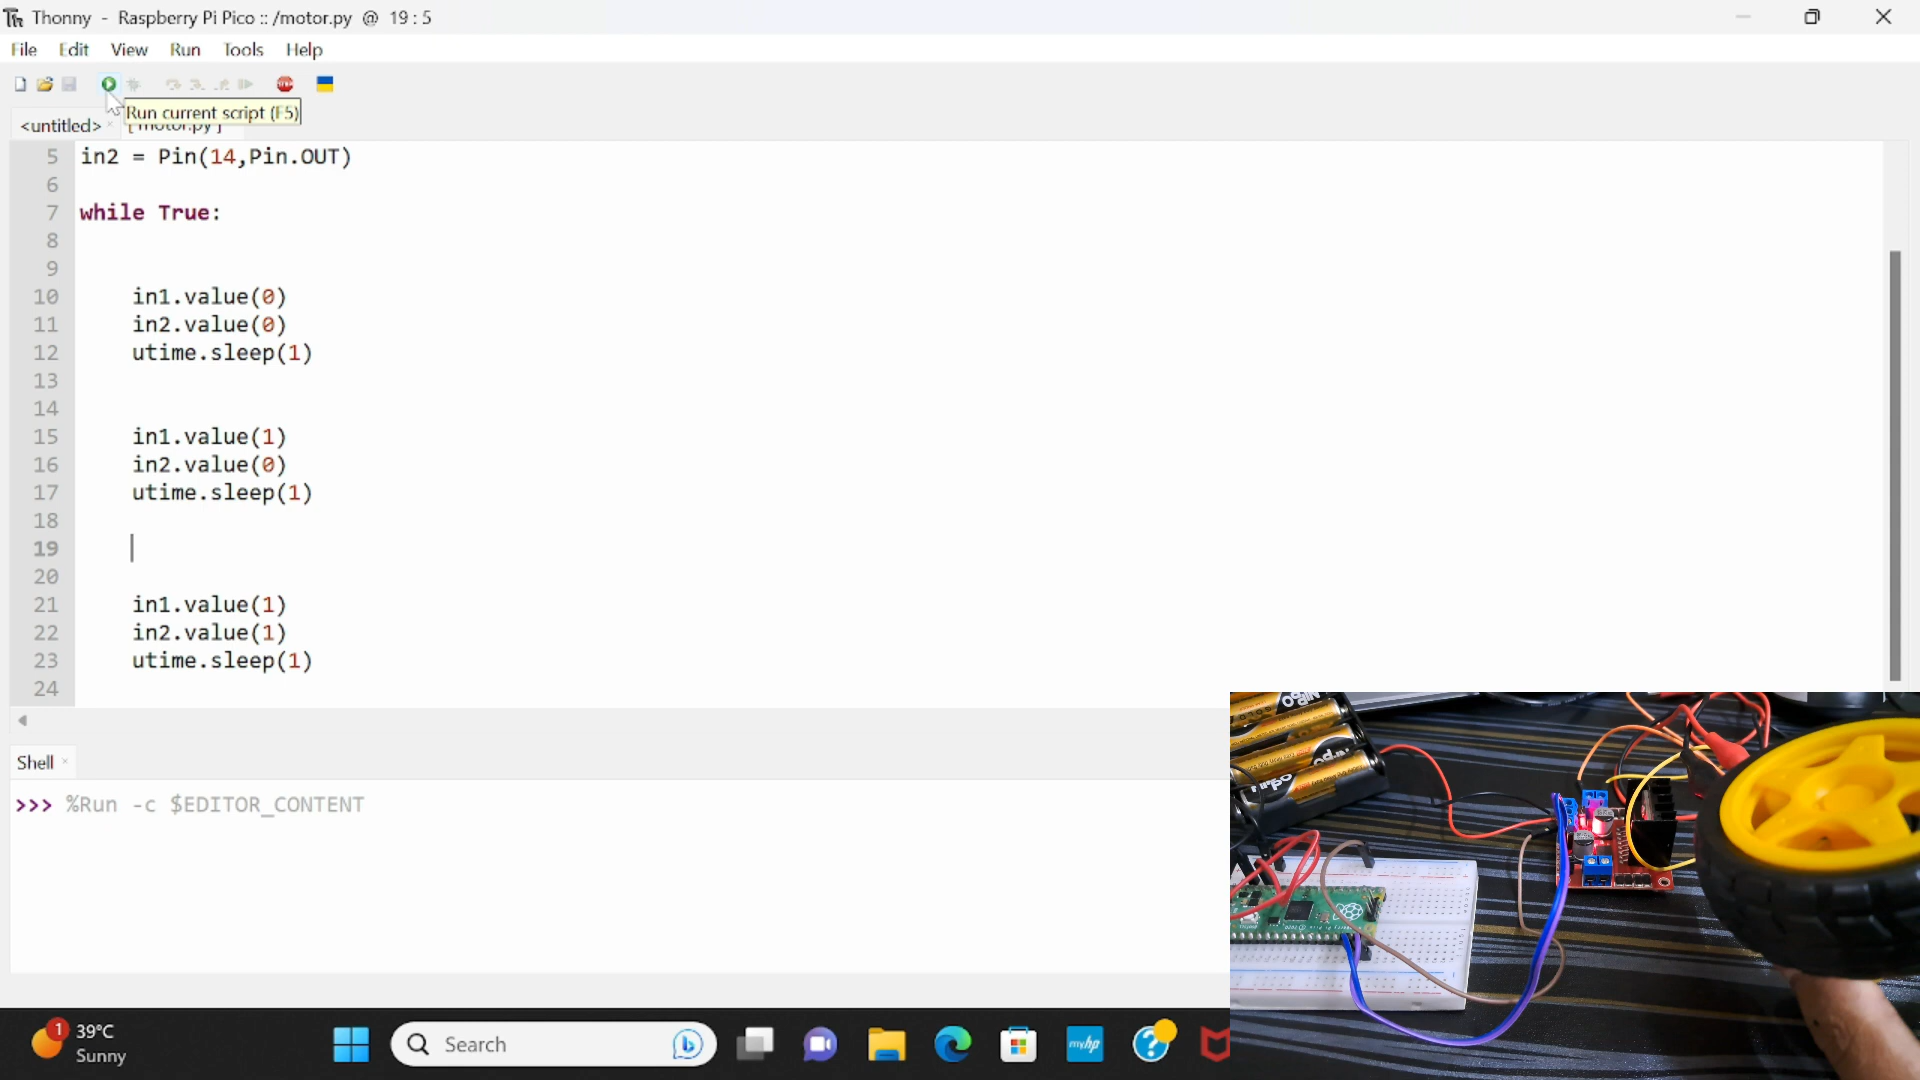 Thonny - Raspberry Pi Pico :: /motor.py @ 19 : 5
File Edit View Run Tools Help
Run current script (F5)
<untitled> × [ motor.py ]
5 in2 = Pin(14,Pin.OUT)
6
7 while True:
8
9
10 in1.value(0)
11 in2.value(0)
12 utime.sleep(1)
13
14
15 in1.value(1)
16 in2.value(0)
17 utime.sleep(1)
18
19
20
21 in1.value(1)
22 in2.value(1)
23 utime.sleep(1)
24
Shell ×
>>> %Run -c $EDITOR_CONTENT
1 39°C
Sunny
Search
myhp